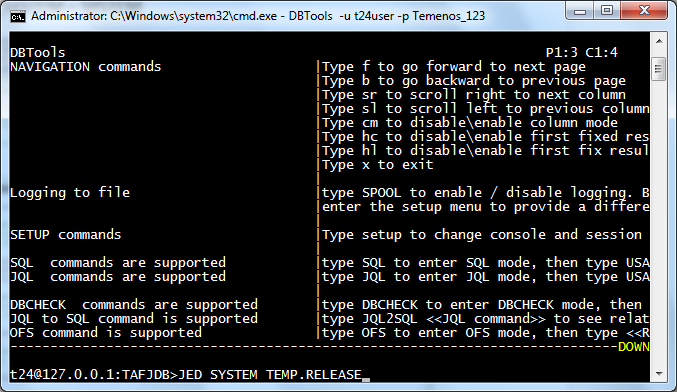 Administrator: C:\Windows\system32\cmd.exe - DBTools -u t24user -p Temenos_123
DBTools P1:3 C1:4
NAVIGATION commands |Type f to go forward to next page
|Type b to go backward to previous page
|Type sr to scroll right to next column
|Type sl to scroll left to previous column
|Type cm to disable\enable column mode
|Type hc to disable\enable first fixed res
|Type hl to disable\enable first fix resul
|Type x to exit
|
Logging to file |type SPOOL to enable / disable logging. B
|enter the setup menu to provide a differe
|
SETUP commands |Type setup to change console and session
|
SQL commands are supported |type SQL to enter SQL mode, then type USA
JQL commands are supported |type JQL to enter JQL mode, then type USA
|
DBCHECK commands are supported |type DBCHECK to enter DBCHECK mode, then
JQL to SQL command is supported |type JQL2SQL <<JQL command>> to see relat
OFS command is supported |type OFS to enter OFS mode, then type <<R
--------------------------------------------------------------------------DOWN
t24@127.0.0.1:TAFJDB>JED SYSTEM TEMP.RELEASE_